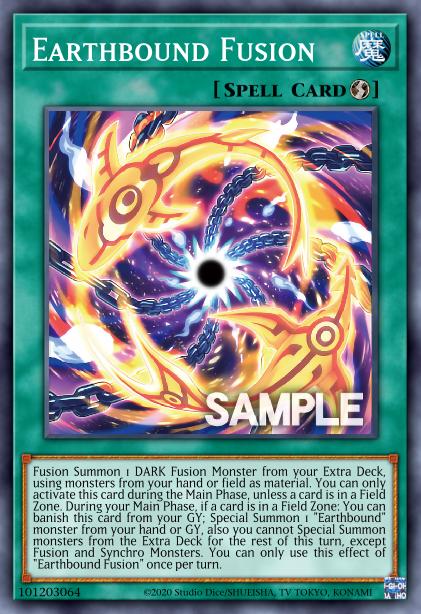 EARTHBOUND FUSION
SPELL
魔
[SPELL CARD]
SAMPLE
Fusion Summon 1 DARK Fusion Monster from your Extra Deck,
using monsters from your hand or field as material. You can only
activate this card during the Main Phase, unless a card is in a Field
Zone. During your Main Phase, if a card is in a Field Zone: You can
banish this card from your GY; Special Summon 1 "Earthbound"
monster from your hand or GY, also you cannot Special Summon
monsters from the Extra Deck for the rest of this turn, except
Fusion and Synchro Monsters. You can only use this effect of
"Earthbound Fusion" once per turn.
101203064 ©2020 Studio Dice/SHUEISHA, TV TOKYO, KONAMI